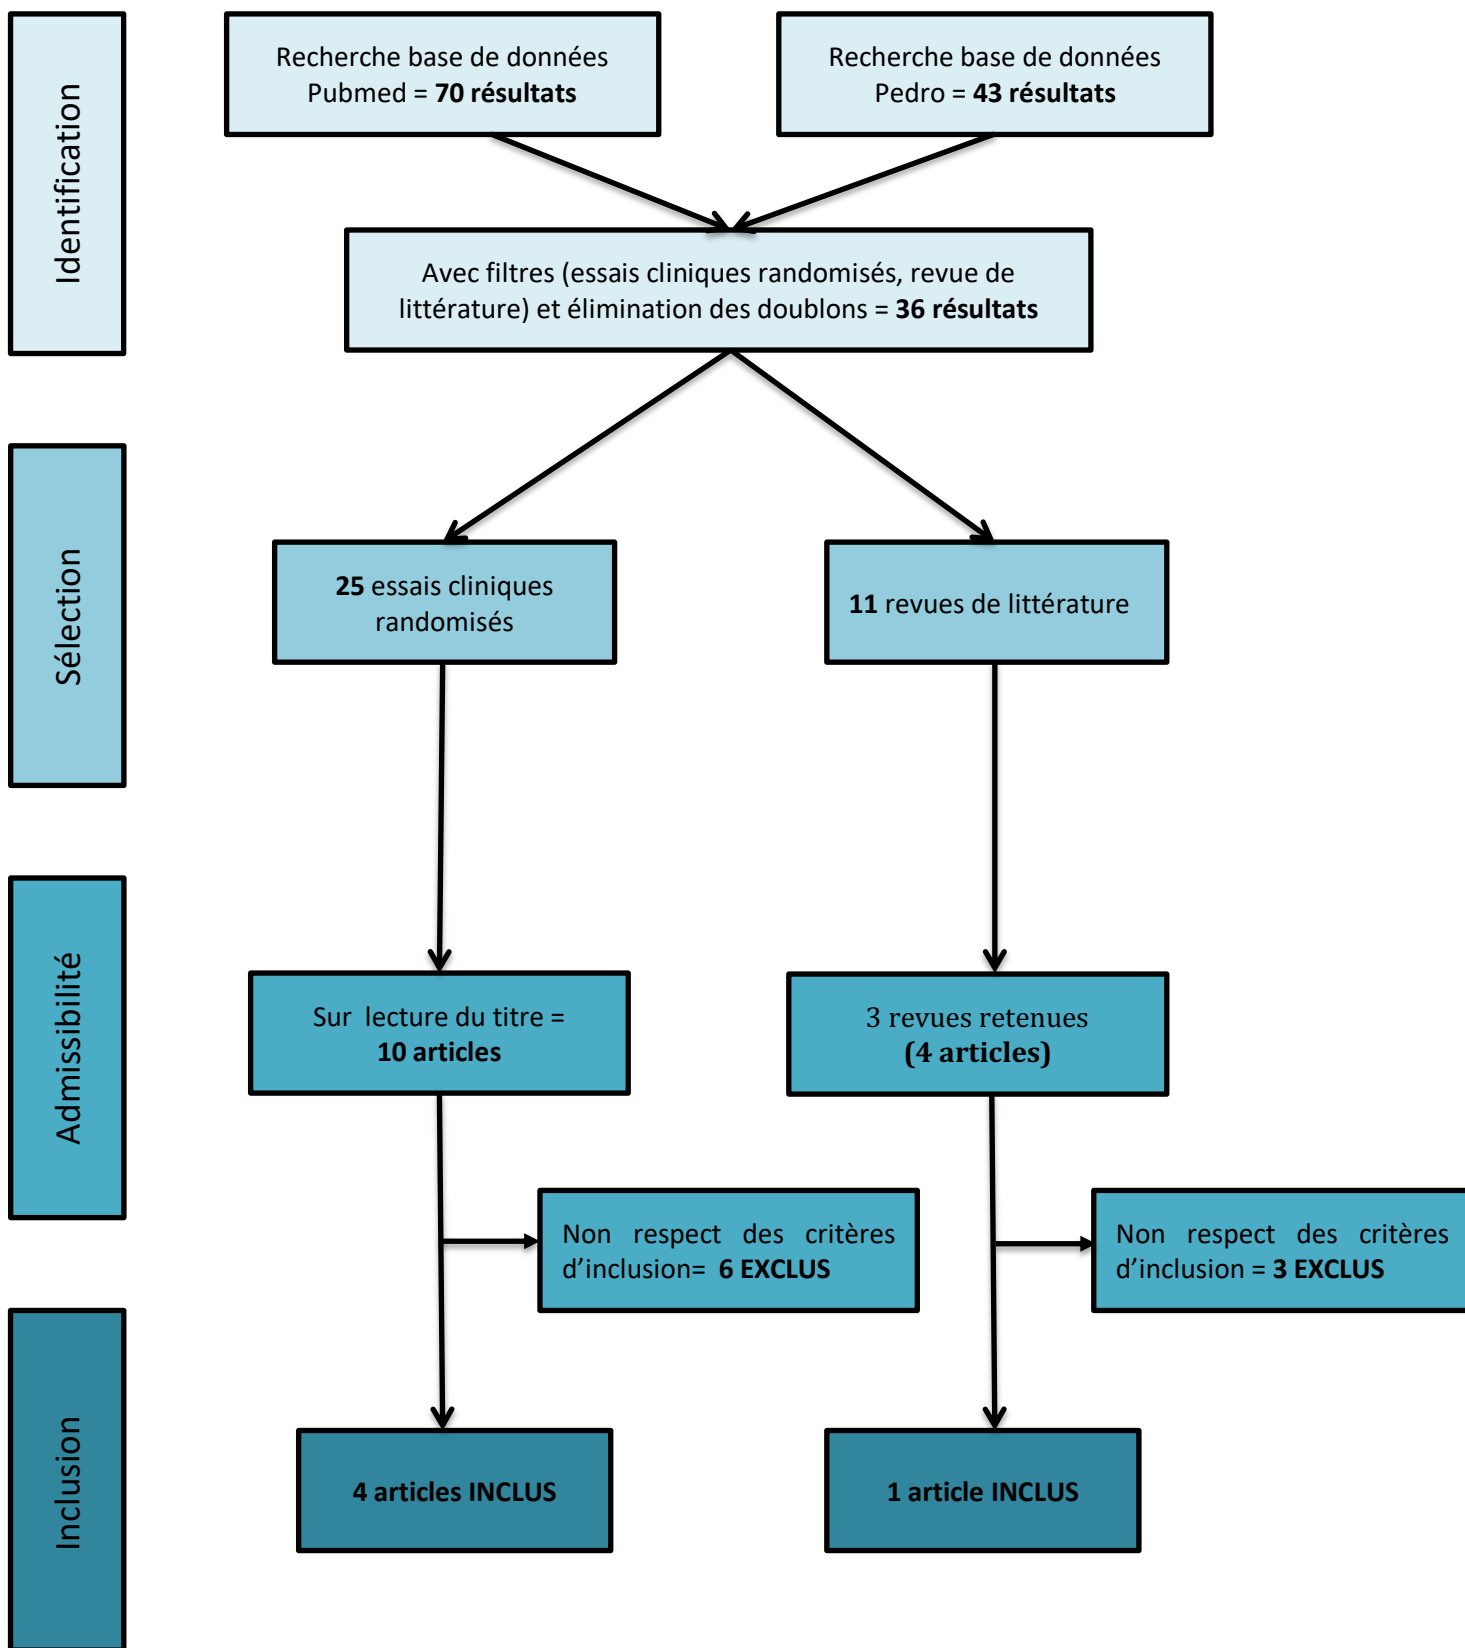 Identification
Recherche base de données
Pubmed = 70 résultats
Recherche base de données
Pedro = 43 résultats
Avec filtres (essais cliniques randomisés, revue de
littérature) et élimination des doublons = 36 résultats
Sélection
25 essais cliniques
randomisés
11 revues de littérature
Admissibilité
Sur lecture du titre =
10 articles
3 revues retenues
(4 articles)
Non respect des critères
d’inclusion= 6 EXCLUS
Non respect des critères
d’inclusion = 3 EXCLUS
Inclusion
4 articles INCLUS
1 article INCLUS